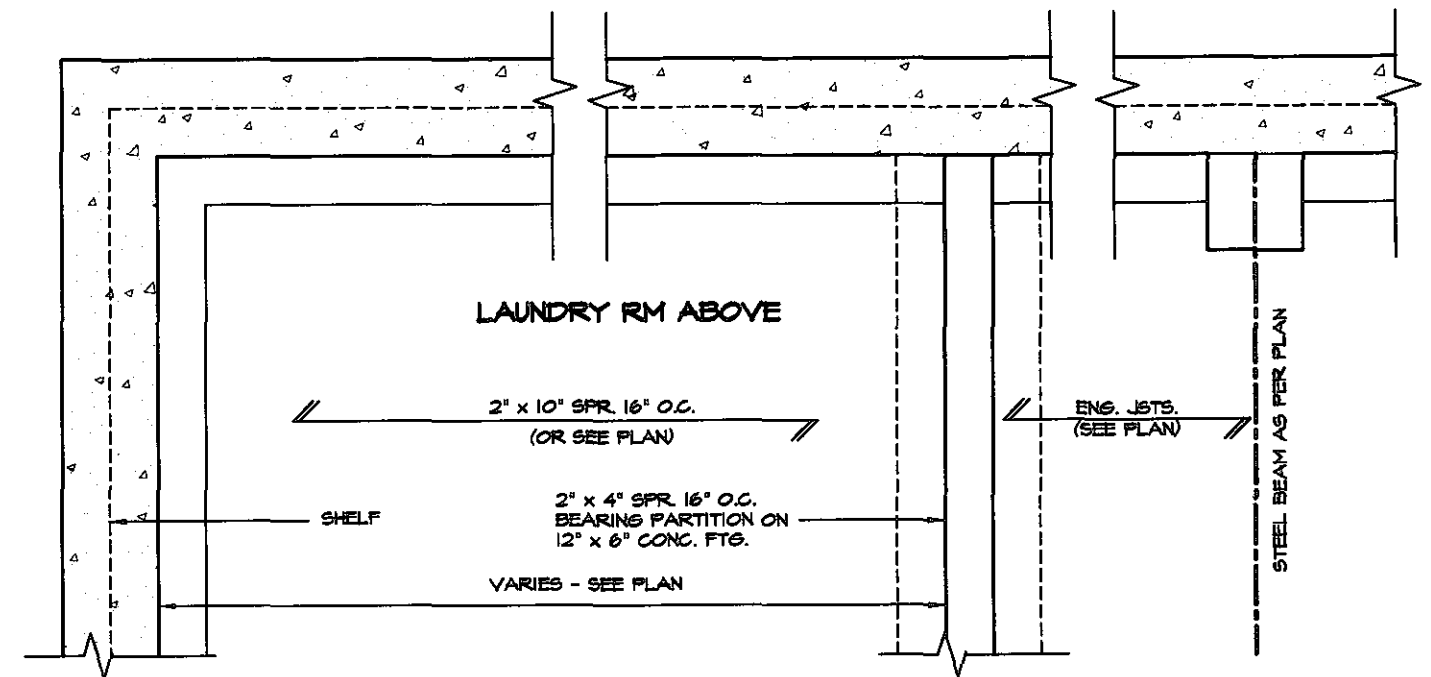 LAUNDRY RM ABOVE
2" x 10" SPR. 16" O.C.
(OR SEE PLAN)
ENG. JSTS.
(SEE PLAN)
STEEL BEAM AS PER PLAN
SHELF
2" x 4" SPR. 16" O.C.
BEARING PARTITION ON
12" x 6" CONC. FTG.
VARIES - SEE PLAN